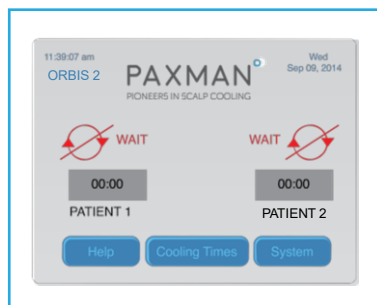 11:39:07 am
Wed
Sep 09, 2014
ORBIS 2
PAXMAN
PIONEERS IN SCALP COOLING
WAIT
WAIT
00:00
00:00
PATIENT 1
PATIENT 2
Help
Cooling Times
System